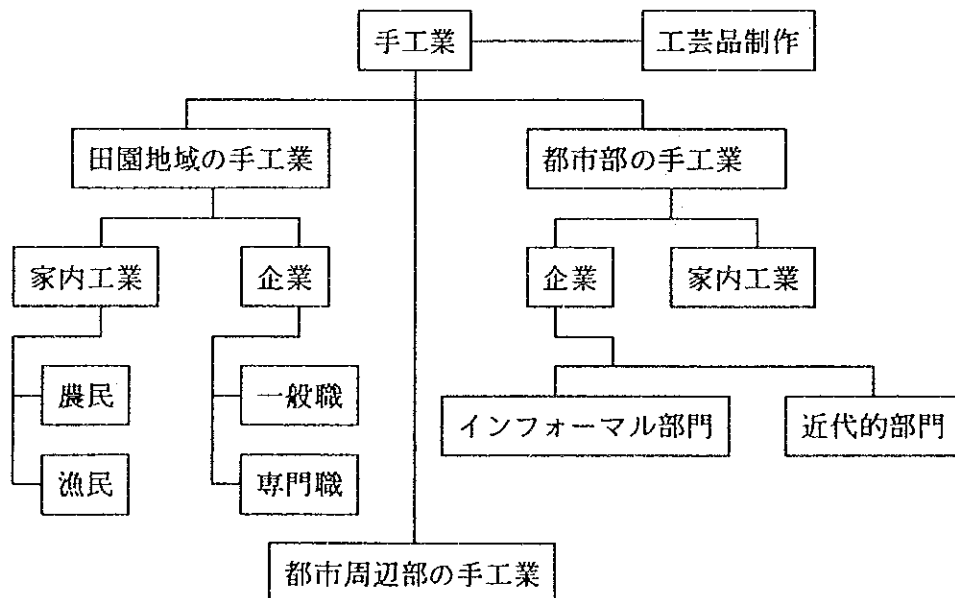 手工業
工芸品制作
田園地域の手工業
都市部の手工業
家内工業
企業
企業
家内工業
農民
一般職
インフォーマル部門
近代的部門
漁民
専門職
都市周辺部の手工業